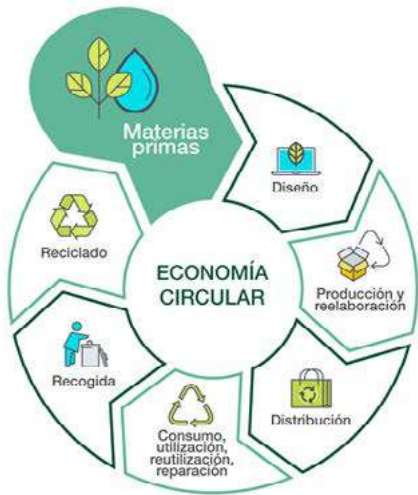 Materias
primas
Diseño
Producción y
reelaboración
Distribución
Consumo,
utilización,
reutilización,
reparación
Recogida
Reciclado
ECONOMÍA
CIRCULAR